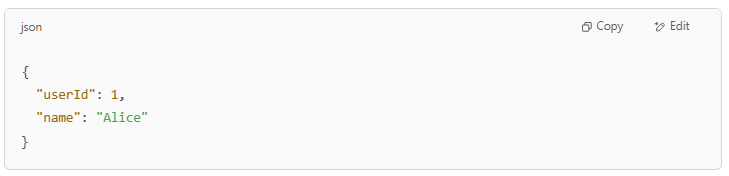 json Copy Edit
{
"userId": 1,
"name": "Alice"
}